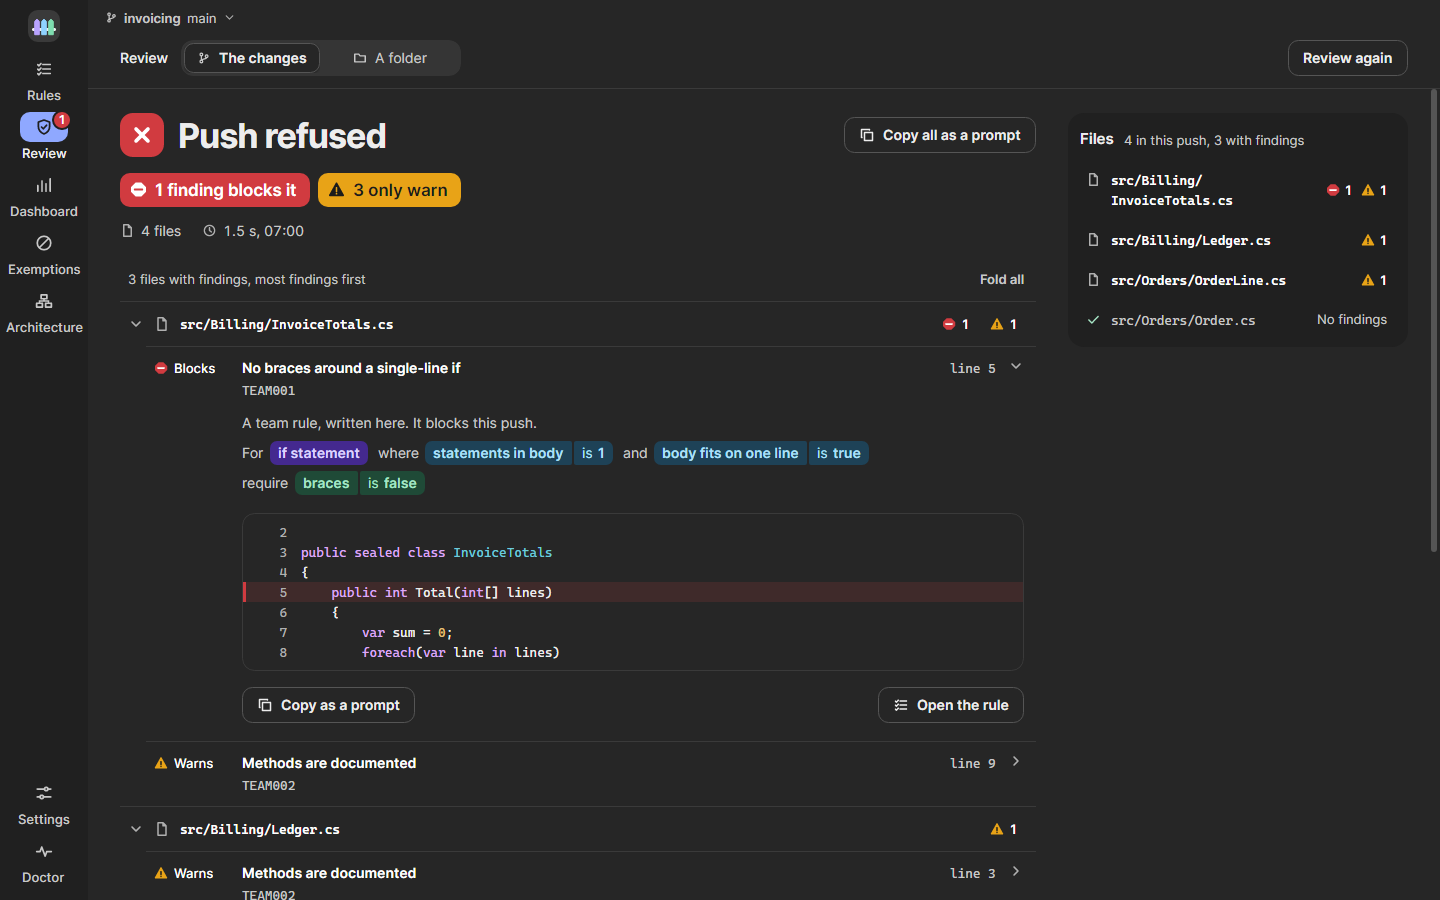 invoicing main
Review
The changes
A folder
Review again
Rules
1
Review
Dashboard
Exemptions
Architecture
Settings
Doctor
Push refused
Copy all as a prompt
1 finding blocks it
3 only warn
4 files
1.5 s, 07:00
3 files with findings, most findings first
Fold all
src/Billing/InvoiceTotals.cs
1 1
Blocks
No braces around a single-line if
line 5
TEAM001
A team rule, written here. It blocks this push.
For if statement where statements in body is 1 and body fits on one line is true
require braces is false
2
3 public sealed class InvoiceTotals
4 {
5 public int Total(int[] lines)
6 {
7 var sum = 0;
8 foreach(var line in lines)
Copy as a prompt
Open the rule
Warns
Methods are documented
line 9
TEAM002
src/Billing/Ledger.cs
1
Warns
Methods are documented
line 3
TEAM002
Files 4 in this push, 3 with findings
src/Billing/
InvoiceTotals.cs
1 1
src/Billing/Ledger.cs
1
src/Orders/OrderLine.cs
1
src/Orders/Order.cs
No findings